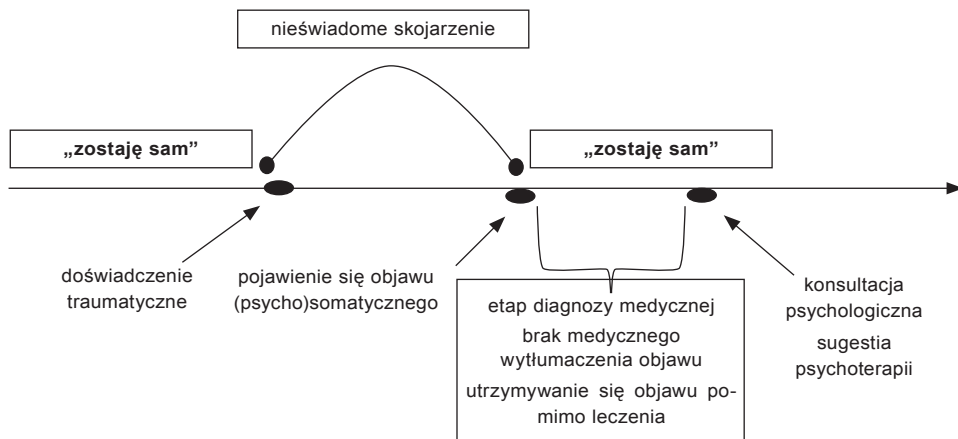 nieświadome skojarzenie
„zostaję sam”
„zostaję sam”
doświadczenie
traumatyczne
pojawienie się objawu
(psycho)somatycznego
etap diagnozy medycznej
brak medycznego
wytłumaczenia objawu
utrzymywanie się objawu po-
mimo leczenia
konsultacja
psychologiczna
sugestia
psychoterapii